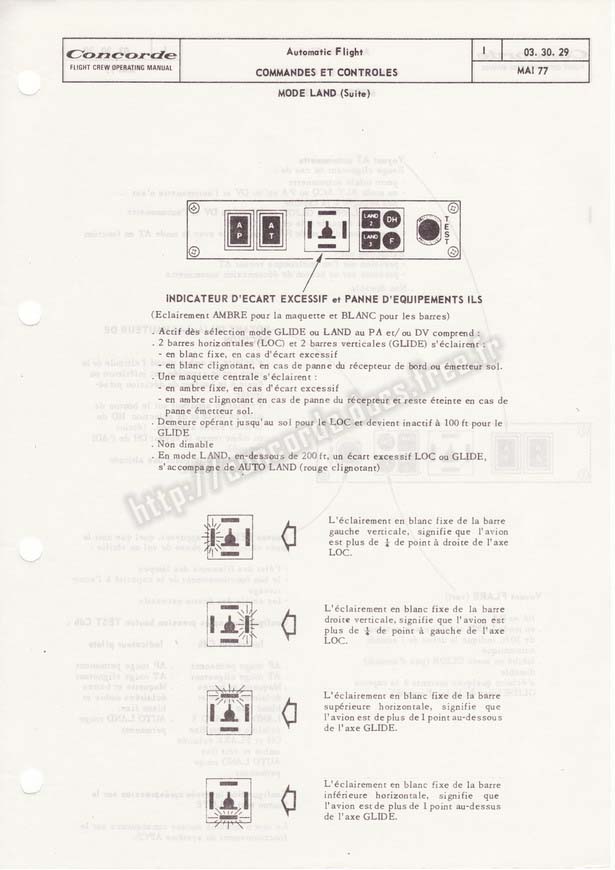 Concorde
FLIGHT CREW OPERATING MANUAL
Automatic Flight
COMMANDES ET CONTROLES
I
03. 30. 29
MAI 77
MODE LAND (Suite)
A P
A T
LAND 2
DH
LAND 3
F
TEST
INDICATEUR D'ECART EXCESSIF et PANNE D'EQUIPEMENTS ILS
(Eclairement AMBRE pour la maquette et BLANC pour les barres)
. Actif dès sélection mode GLIDE ou LAND au PA et/ou DV comprend :
. 2 barres horizontales (LOC) et 2 barres verticales (GLIDE) s'éclairent :
- en blanc fixe, en cas d'écart excessif
- en blanc clignotant, en cas de panne du récepteur de bord ou émetteur sol.
. Une maquette centrale s'éclairent :
- en ambre fixe, en cas d'écart excessif
- en ambre clignotant en cas de panne du récepteur et reste éteinte en cas de
panne émetteur sol.
. Demeure opérant jusqu'au sol pour le LOC et devient inactif à 100 ft pour le
GLIDE
. Non dimable
. En mode LAND, en-dessous de 200 ft, un écart excessif LOC ou GLIDE,
s'accompagne de AUTO LAND (rouge clignotant)
http://concorde.pnas.free.fr
L'éclairement en blanc fixe de la barre
gauche verticale, signifie que l'avion
est plus de ¼ de point à droite de l'axe
LOC.
L'éclairement en blanc fixe de la barre
droite verticale, signifie que l'avion est
plus de ¼ de point à gauche de l'axe
LOC.
L'éclairement en blanc fixe de la barre
supérieure horizontale, signifie que
l'avion est de plus de 1 point au-dessous
de l'axe GLIDE.
L'éclairement en blanc fixe de la barre
inférieure horizontale, signifie que
l'avion est de plus de 1 point au-dessus
de l'axe GLIDE.